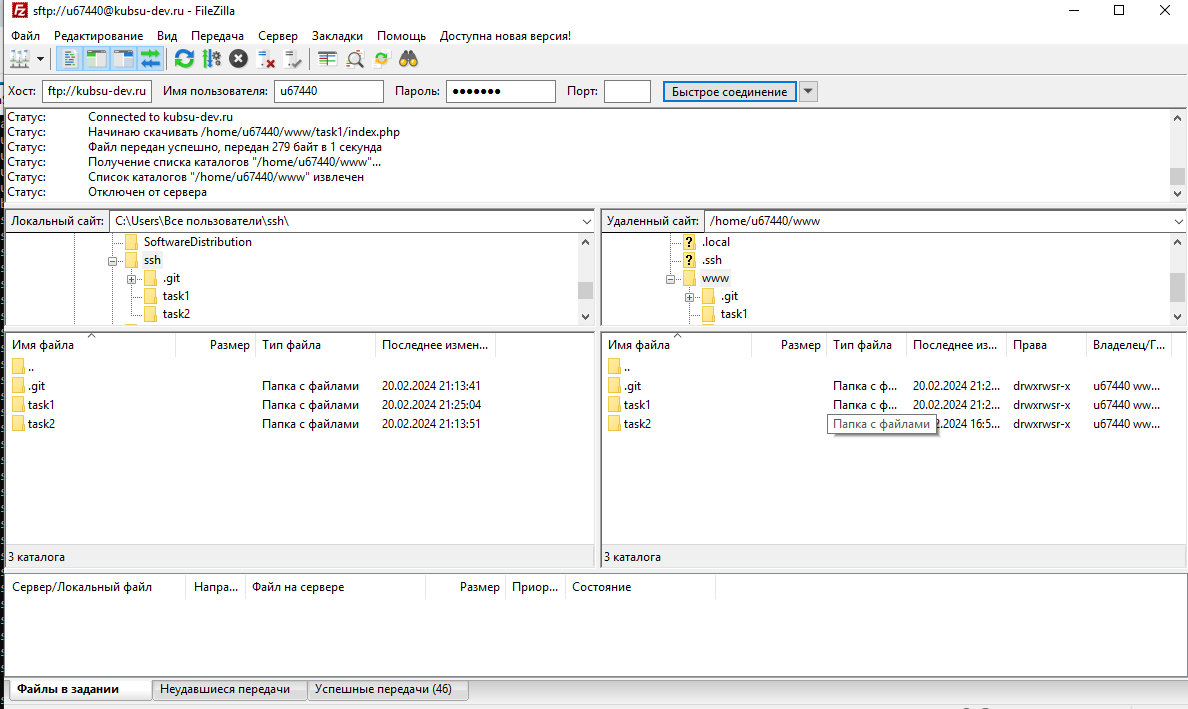 sftp://u67440@kubsu-dev.ru - FileZilla
Файл Редактирование Вид Передача Сервер Закладки Помощь Доступна новая версия!
Хост: ftp://kubsu-dev.ru Имя пользователя: u67440 Пароль: ●●●●●●● Порт: Быстрое соединение
Статус: Connected to kubsu-dev.ru
Статус: Начинаю скачивать /home/u67440/www/task1/index.php
Статус: Файл передан успешно, передан 279 байт в 1 секунда
Статус: Получение списка каталогов "/home/u67440/www"...
Статус: Список каталогов "/home/u67440/www" извлечен
Статус: Отключен от сервера
Локальный сайт: C:\Users\Все пользователи\ssh\
SoftwareDistribution
ssh
.git
task1
task2
Удаленный сайт: /home/u67440/www
.local
.ssh
www
.git
task1
Имя файла Размер Тип файла Последнее измен...
..
.git Папка с файлами 20.02.2024 21:13:41
task1 Папка с файлами 20.02.2024 21:25:04
task2 Папка с файлами 20.02.2024 21:13:51
3 каталога
Имя файла Размер Тип файла Последнее из... Права Владелец/Г...
..
.git Папка с ф... 20.02.2024 21:2... drwxrwsr-x u67440 ww...
task1 Папка с ф... 20.02.2024 21:2... drwxrwsr-x u67440 ww...
task2 Папка с файлами 2.2024 16:5... drwxrwsr-x u67440 ww...
3 каталога
Сервер/Локальный файл Напра... Файл на сервере Размер Приор... Состояние
Файлы в задании Неудавшиеся передачи Успешные передачи (46)